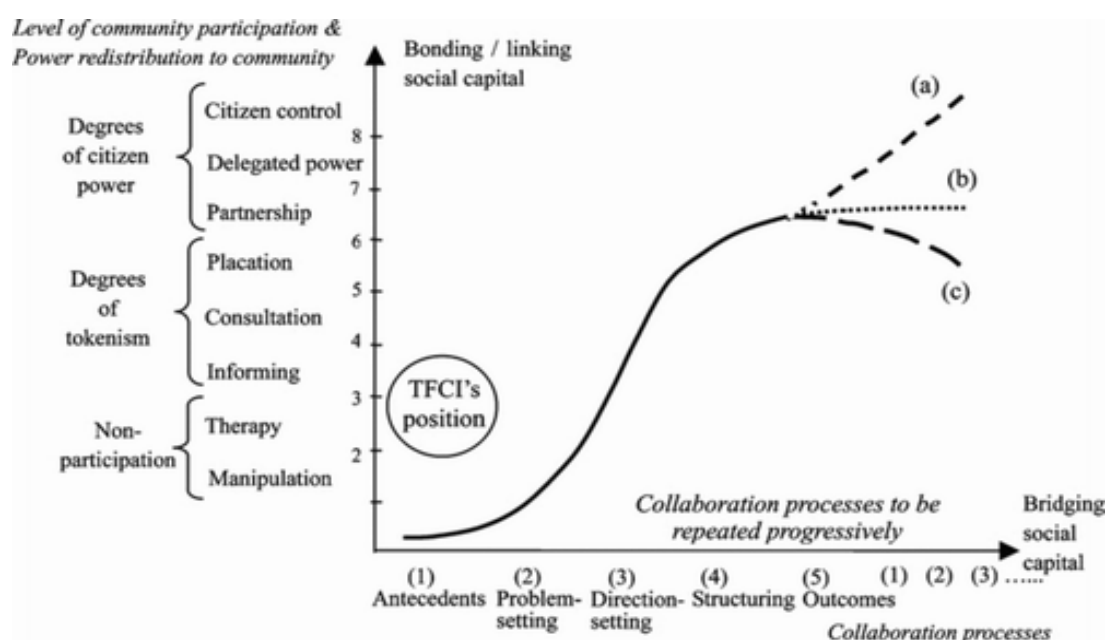 Level of community participation &
Power redistribution to community
Bonding / linking
social capital
Degrees
of citizen
power
Citizen control
Delegated power
Partnership
Degrees
of
tokenism
Placation
Consultation
Informing
Non-
participation
Therapy
Manipulation
8
7
6
5
4
3
2
TFCI's
position
(a)
(b)
(c)
Collaboration processes to be
repeated progressively
Bridging
social
capital
(1) (2) (3) (4) (5) (1) (2) (3) ......
Antecedents Problem- Direction- Structuring Outcomes
setting setting
Collaboration processes